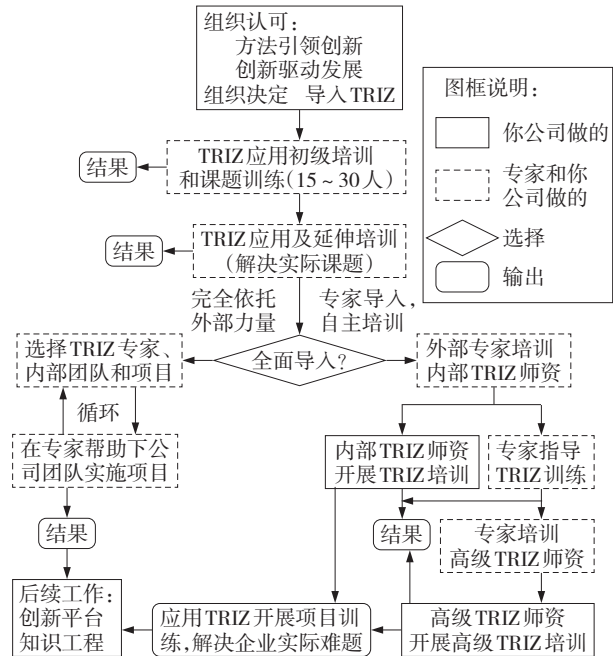 组织认可：
方法引领创新
创新驱动发展
组织决定 导入TRIZ
图框说明：
你公司做的
专家和你
公司做的
选择
输出
结果
TRIZ应用初级培训
和课题训练(15～30人)
结果
TRIZ应用及延伸培训
(解决实际课题)
完全依托
外部力量
专家导入，
自主培训
选择TRIZ专家、
内部团队和项目
全面导入?
外部专家培训
内部TRIZ师资
循环
在专家帮助下公
司团队实施项目
内部TRIZ师资
开展TRIZ培训
专家指导
TRIZ训练
结果
结果
专家培训
高级TRIZ师资
后续工作：
创新平台
知识工程
应用TRIZ开展项目训
练,解决企业实际难题
高级TRIZ师资
开展高级TRIZ培训